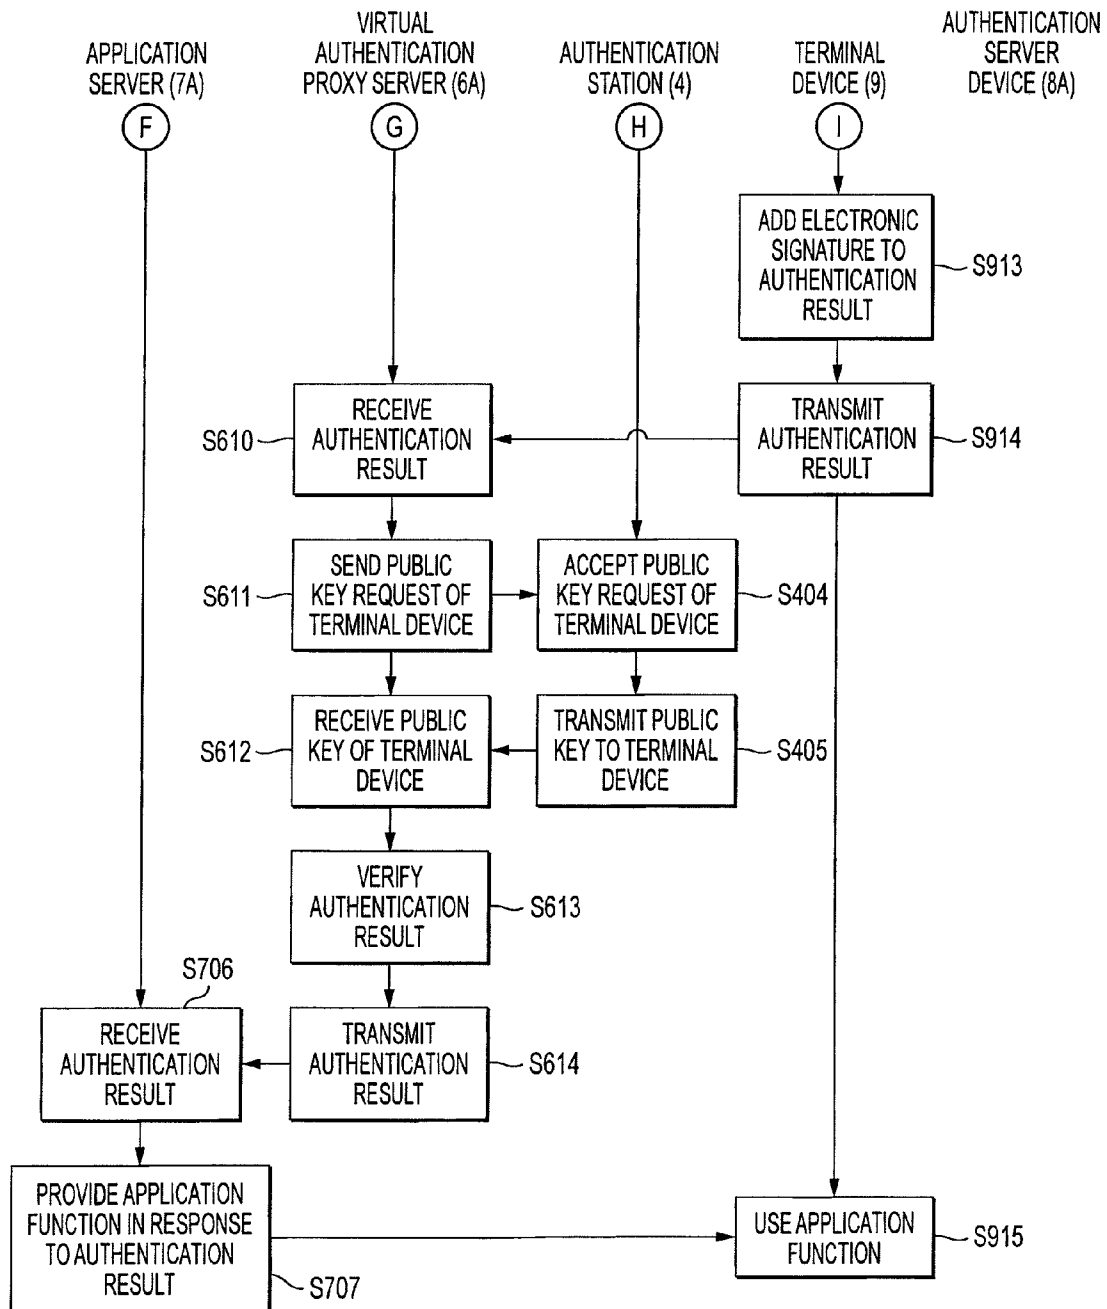 APPLICATION
SERVER (7A)
VIRTUAL
AUTHENTICATION
PROXY SERVER (6A)
AUTHENTICATION
STATION (4)
TERMINAL
DEVICE (9)
AUTHENTICATION
SERVER
DEVICE (8A)
F
G
H
I
ADD ELECTRONIC
SIGNATURE TO
AUTHENTICATION
RESULT
S913
S610
RECEIVE
AUTHENTICATION
RESULT
TRANSMIT
AUTHENTICATION
RESULT
S914
S611
SEND PUBLIC
KEY REQUEST OF
TERMINAL DEVICE
ACCEPT PUBLIC
KEY REQUEST OF
TERMINAL DEVICE
S404
S612
RECEIVE PUBLIC
KEY OF TERMINAL
DEVICE
TRANSMIT PUBLIC
KEY TO TERMINAL
DEVICE
S405
VERIFY
AUTHENTICATION
RESULT
S613
S706
RECEIVE
AUTHENTICATION
RESULT
TRANSMIT
AUTHENTICATION
RESULT
S614
PROVIDE APPLICATION
FUNCTION IN RESPONSE
TO AUTHENTICATION
RESULT
S707
USE APPLICATION
FUNCTION
S915